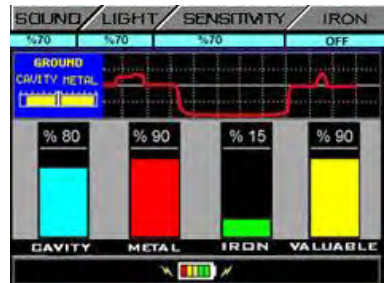 SOUND LIGHT SENSITIVITY IRON
%70 %70 %70 OFF
GROUND
CAVITY METAL
% 80 % 90 % 15 % 90
CAVITY METAL IRON VALUABLE